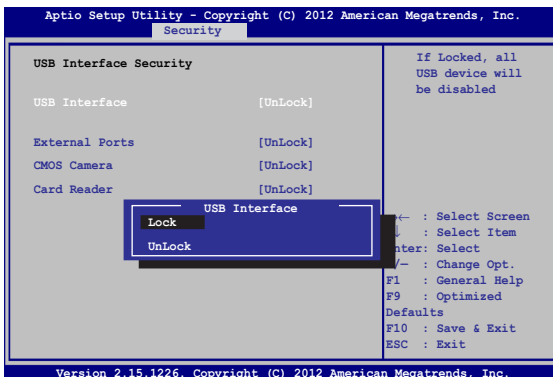 Aptio Setup Utility - Copyright (C) 2012 American Megatrends, Inc.
Security
USB Interface Security
USB Interface [UnLock]
External Ports [UnLock]
CMOS Camera [UnLock]
Card Reader [UnLock]
USB Interface
Lock
UnLock
If Locked, all
USB device will
be disabled
→← : Select Screen
↓ : Select Item
nter: Select
/— : Change Opt.
F1 : General Help
F9 : Optimized
Defaults
F10 : Save & Exit
ESC : Exit
Version 2.15.1226. Copyright (C) 2012 American Megatrends, Inc.